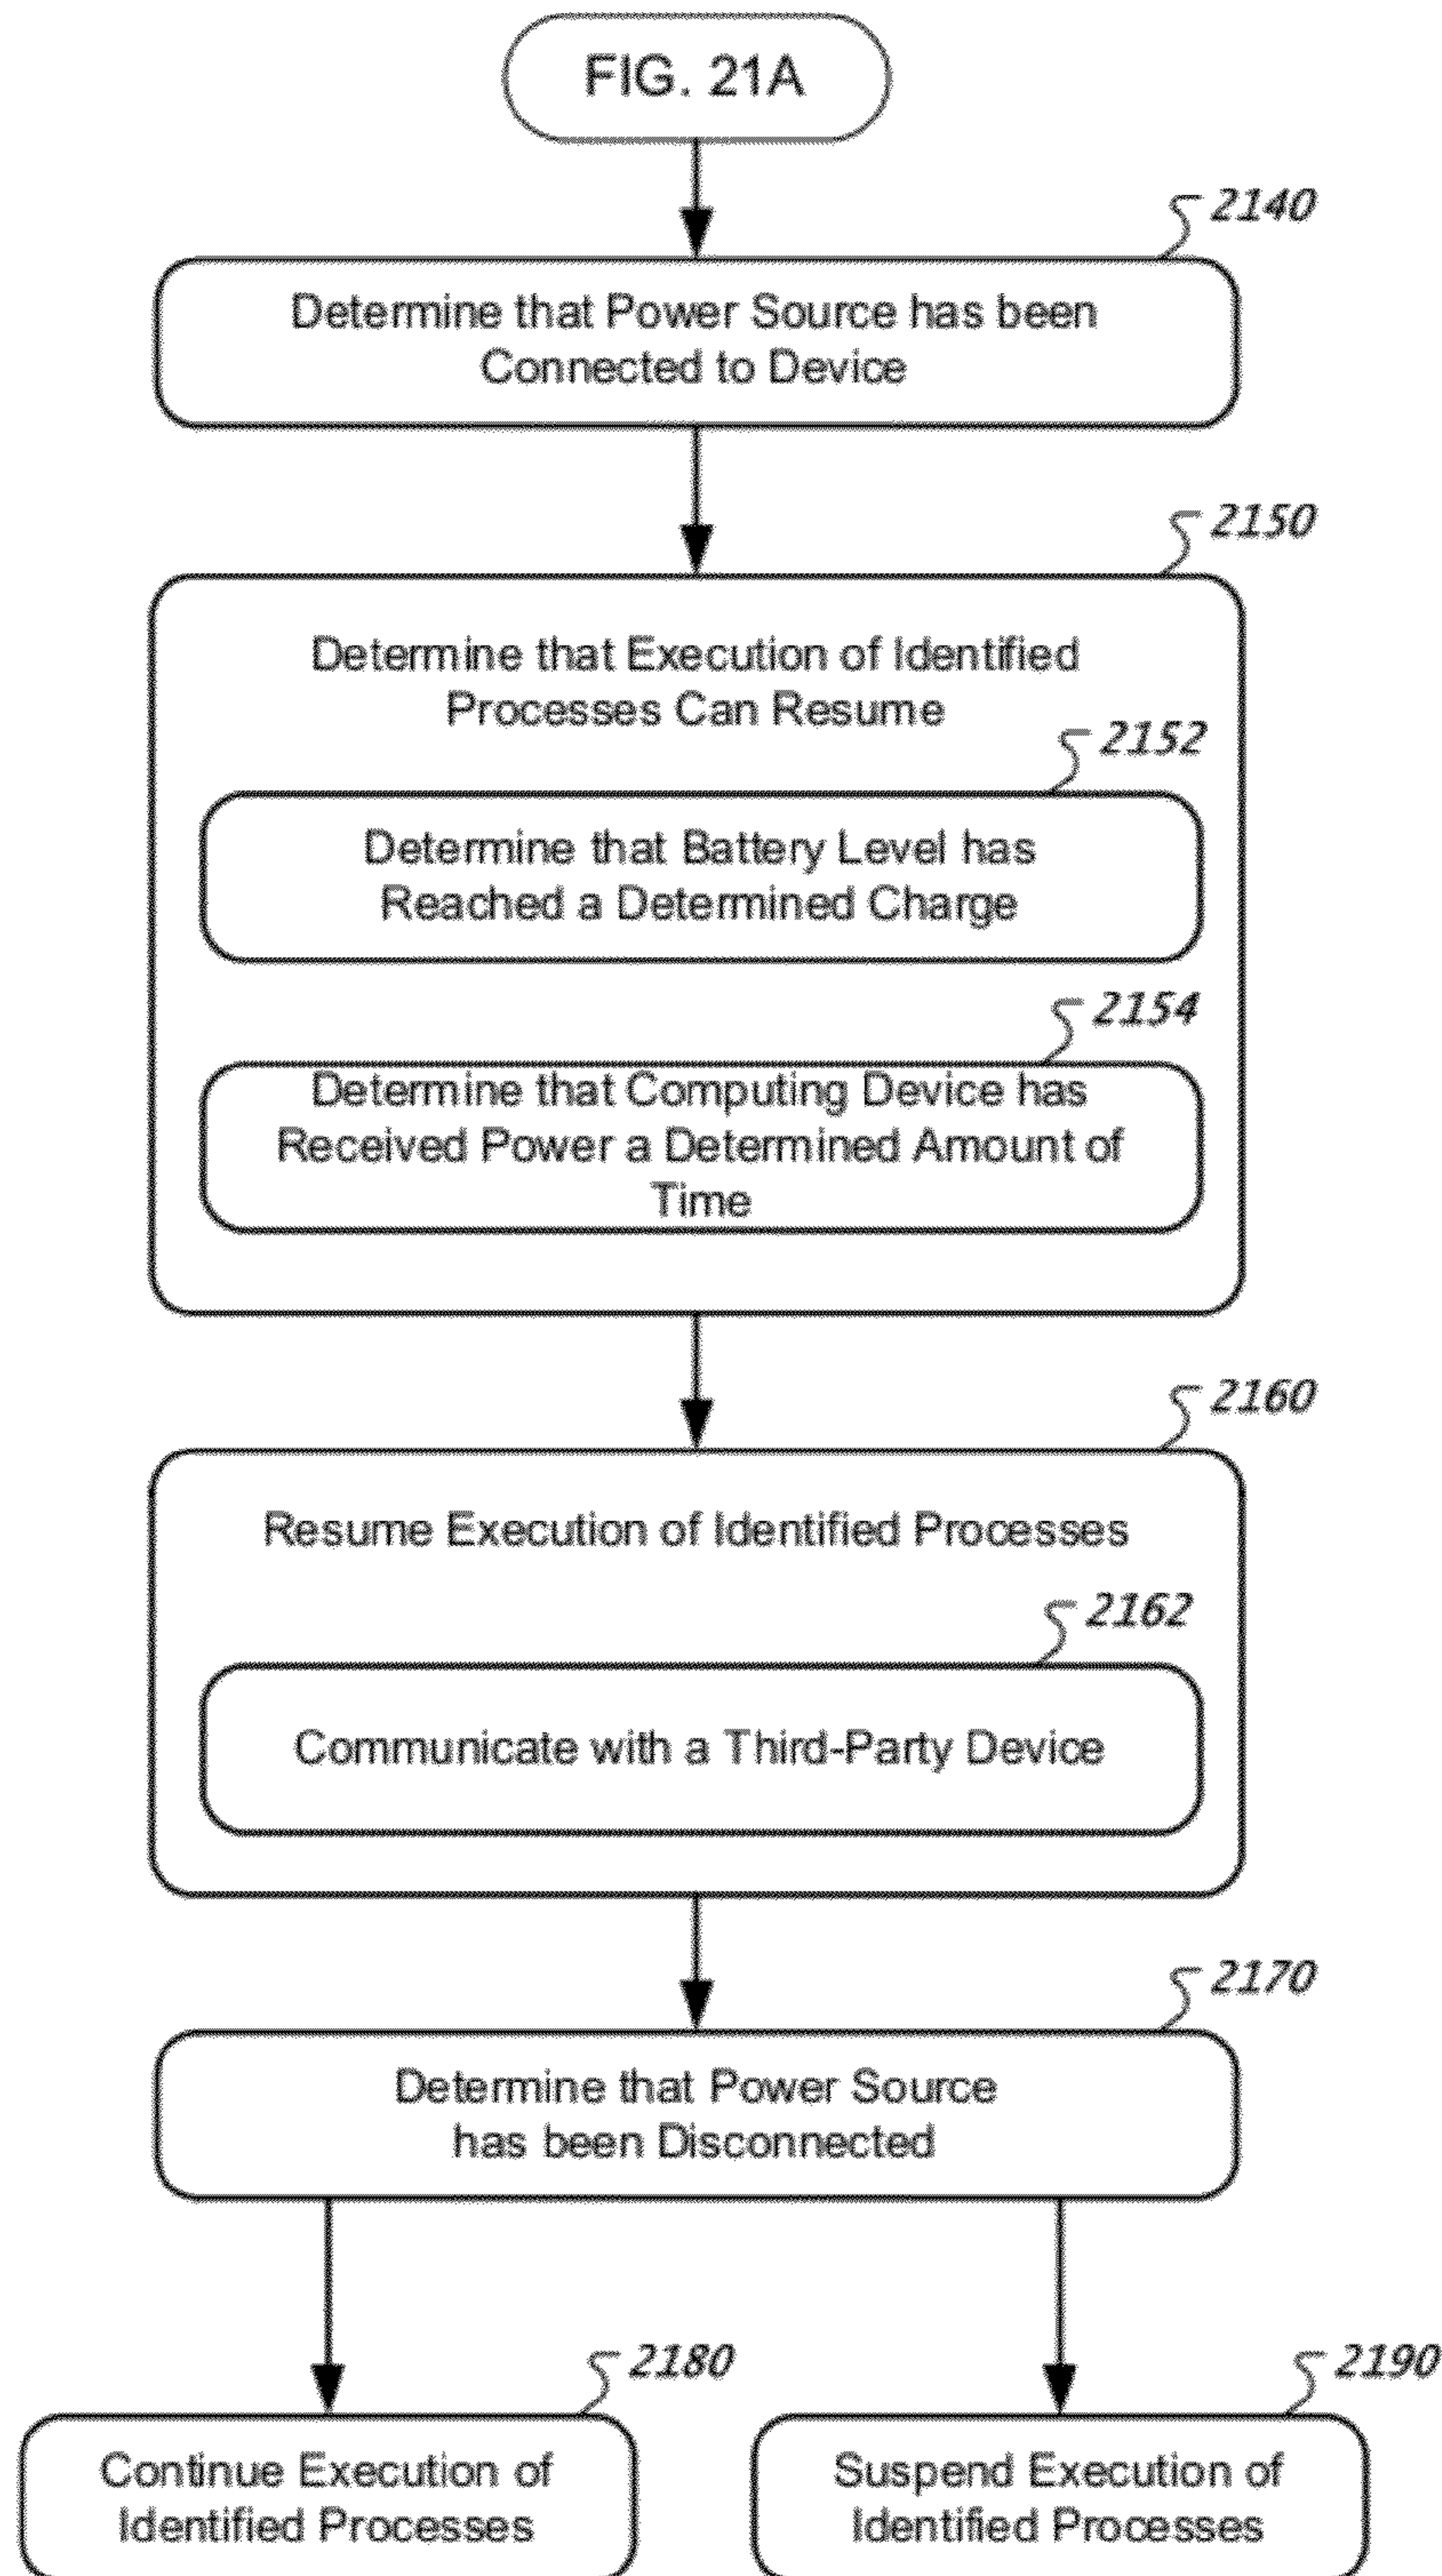 FIG. 21A
2140
Determine that Power Source has been
Connected to Device
2150
Determine that Execution of Identified
Processes Can Resume
2152
Determine that Battery Level has
Reached a Determined Charge
2154
Determine that Computing Device has
Received Power a Determined Amount of
Time
2160
Resume Execution of Identified Processes
2162
Communicate with a Third-Party Device
2170
Determine that Power Source
has been Disconnected
2180
Continue Execution of
Identified Processes
2190
Suspend Execution of
Identified Processes